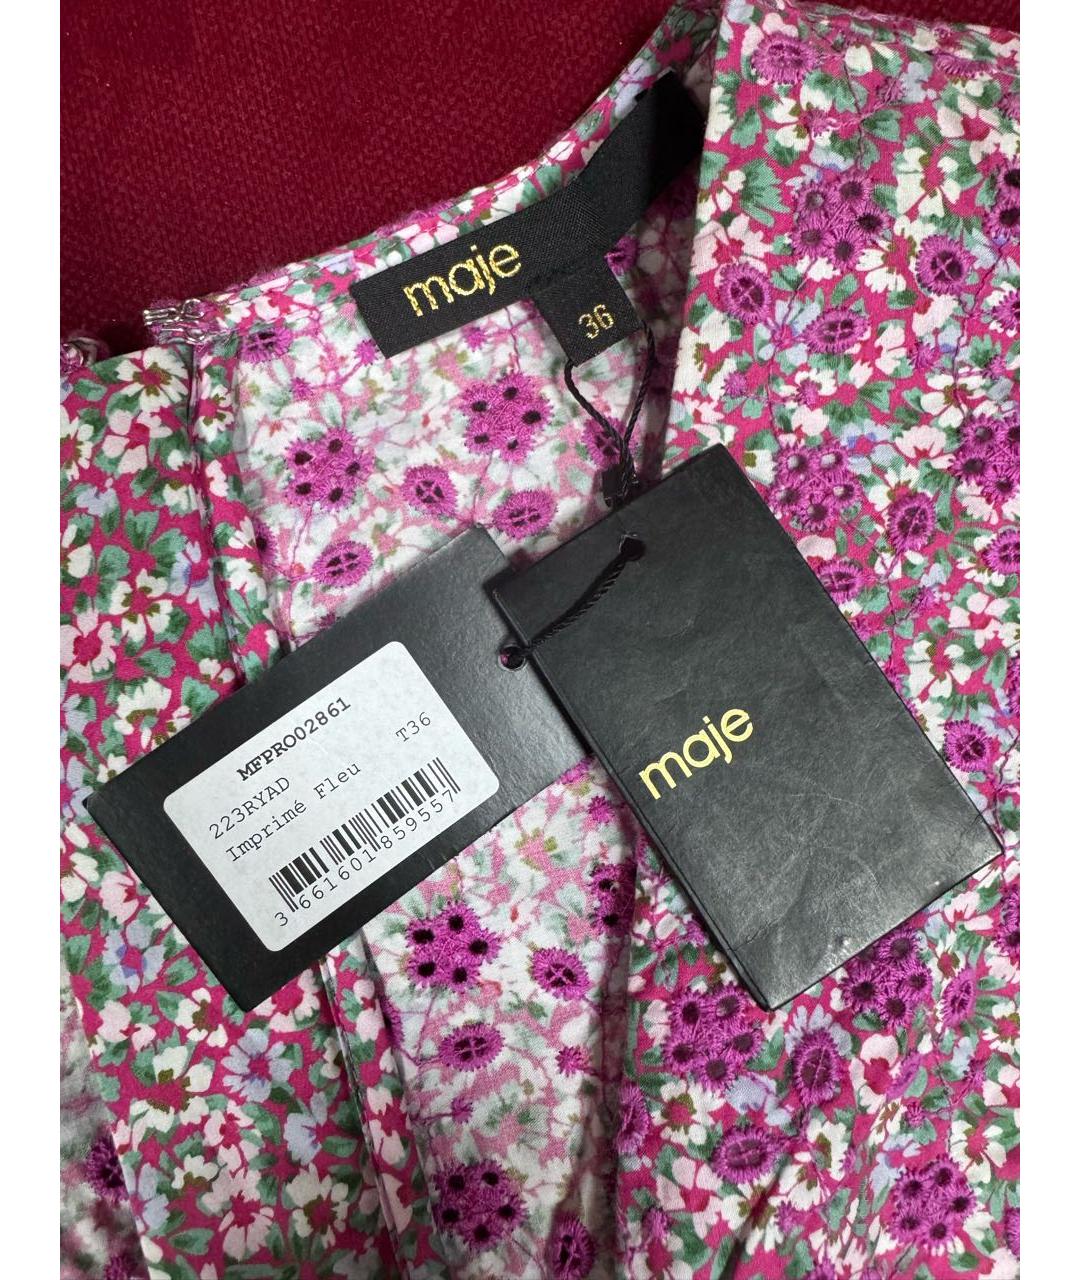 maje
36
maje
MFPRO02861
223RYAD T36
Imprimé Fleu
3661601859557